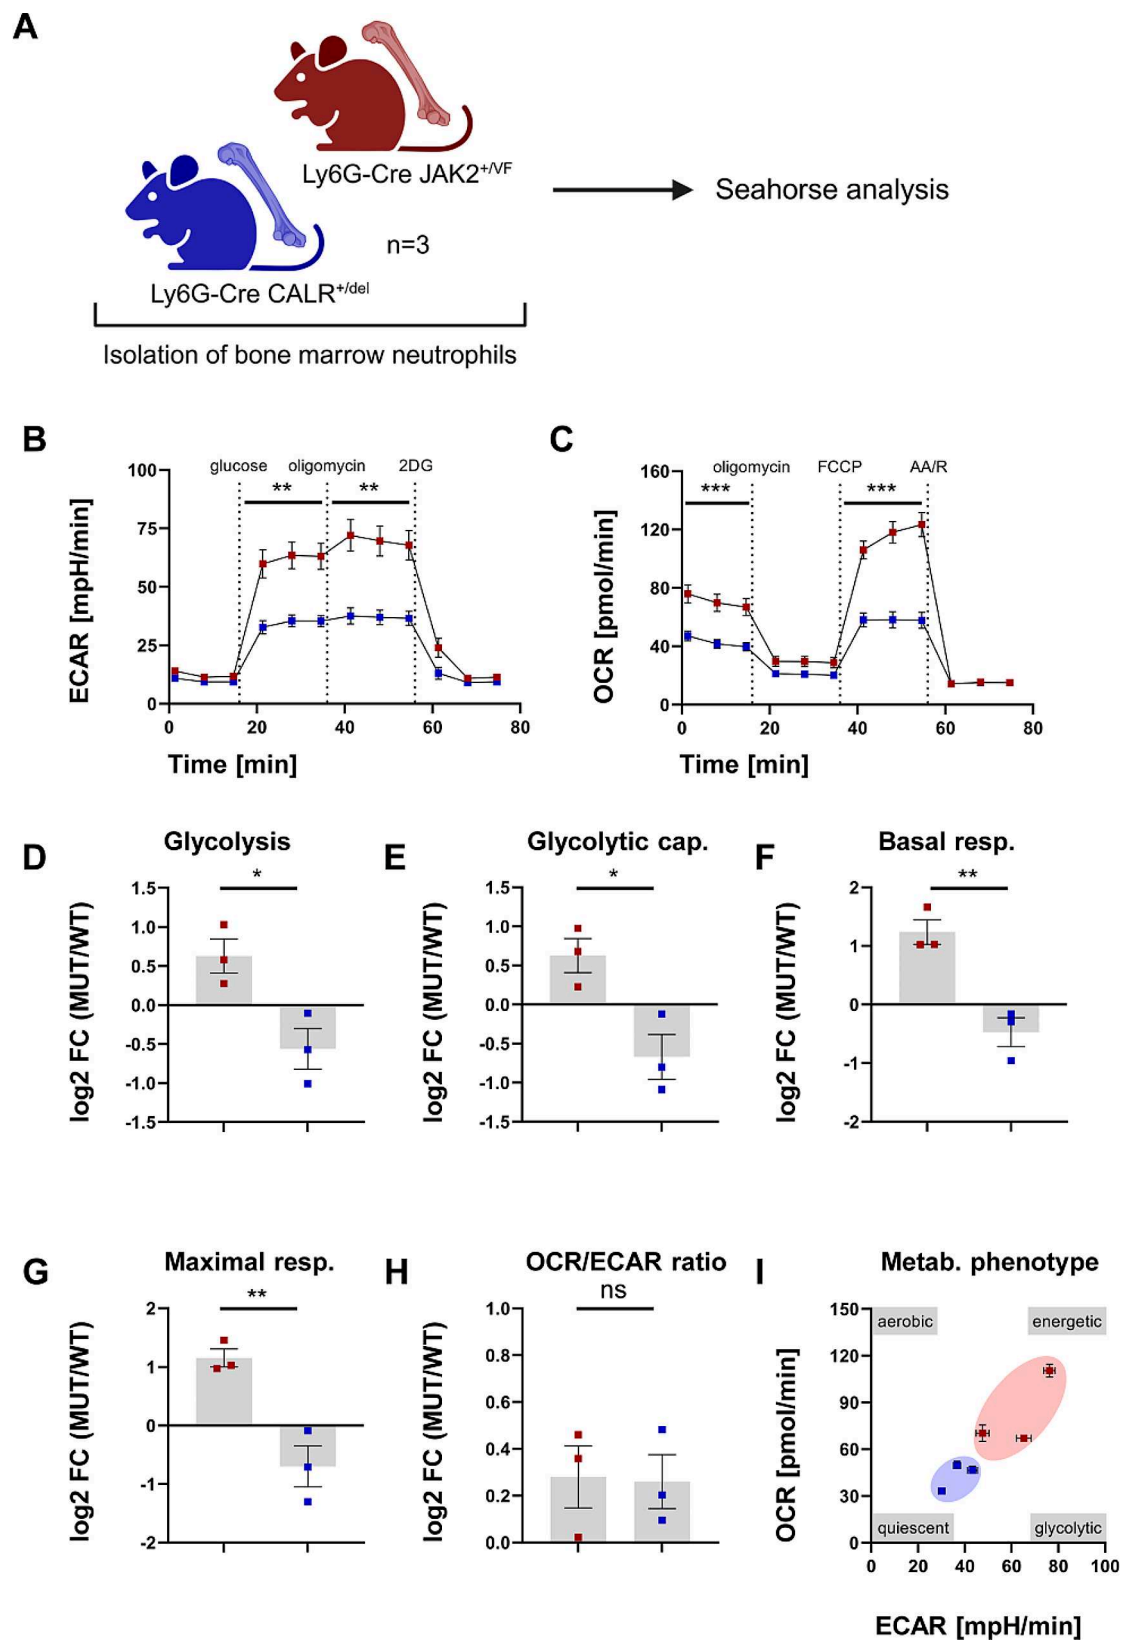 A
Ly6G-Cre JAK2+/VF
Seahorse analysis
n=3
Ly6G-Cre CALR+/del
Isolation of bone marrow neutrophils
B
glucose oligomycin 2DG
** **
100
75
50
25
0
0 20 40 60 80
ECAR [mpH/min]
Time [min]
C
oligomycin FCCP AA/R
*** ***
160
120
80
40
0
0 20 40 60 80
OCR [pmol/min]
Time [min]
D
Glycolysis
*
1.5
1.0
0.5
0.0
-0.5
-1.0
-1.5
log2 FC (MUT/WT)
E
Glycolytic cap.
*
1.5
1.0
0.5
0.0
-0.5
-1.0
-1.5
log2 FC (MUT/WT)
F
Basal resp.
**
2
1
0
-1
-2
log2 FC (MUT/WT)
G
Maximal resp.
**
2
1
0
-1
-2
log2 FC (MUT/WT)
H
OCR/ECAR ratio
ns
1.0
0.8
0.6
0.4
0.2
0.0
log2 FC (MUT/WT)
I
Metab. phenotype
150
120
90
60
30
0
aerobic energetic
quiescent glycolytic
0 20 40 60 80 100
OCR [pmol/min]
ECAR [mpH/min]